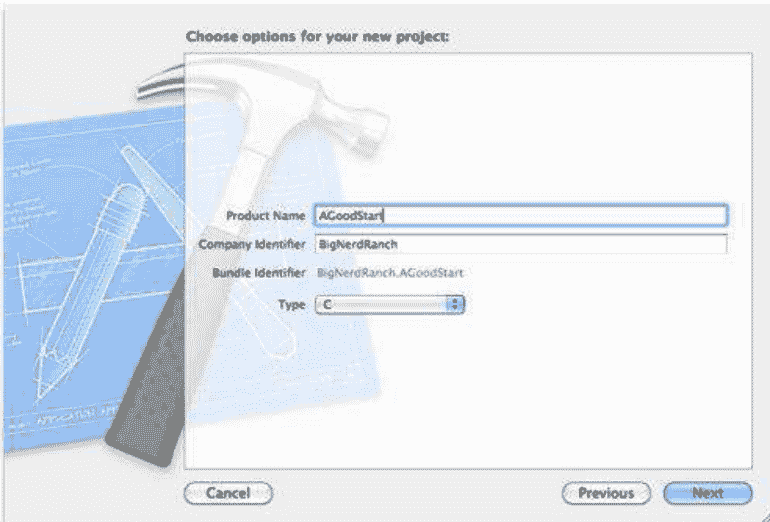 Choose options for your new project:
Product Name AGoodStart
Company Identifier BigNerdRanch
Bundle Identifier BigNerdRanch.AGoodStart
Type C
Cancel Previous Next